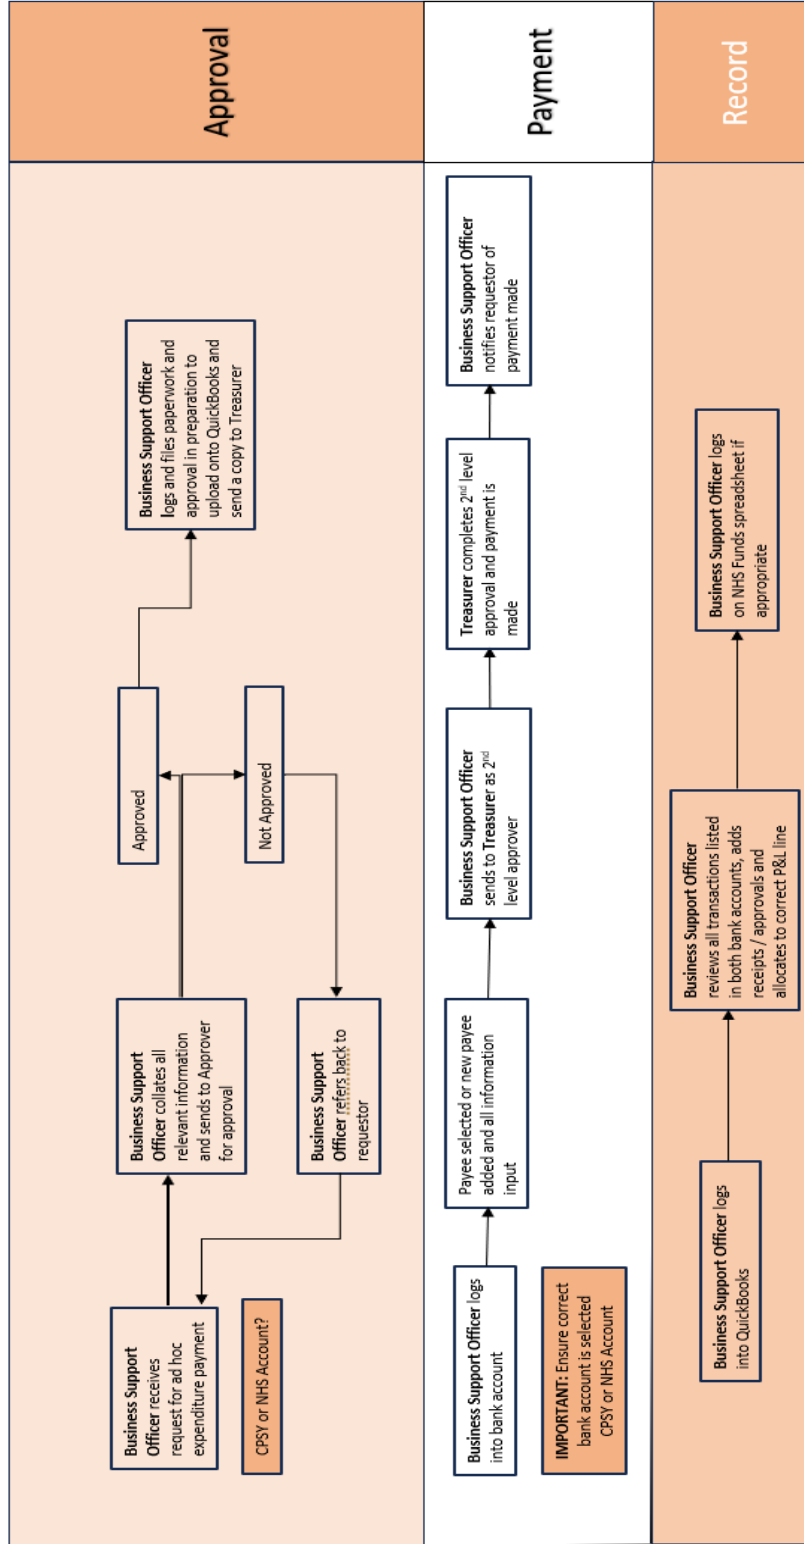 Approval
Business Support
Officer receives
request for ad hoc
expenditure payment
CPSY or NHS Account?
Business Support
Officer collates all
relevant information
and sends to Approver
for approval
Approved
Not Approved
Business Support
Officer refers back to
requestor
Business Support Officer
logs and files paperwork and
approval in preparation to
upload onto QuickBooks and
send a copy to Treasurer
Payment
Business Support Officer logs
into bank account
IMPORTANT: Ensure correct
bank account is selected
CPSY or NHS Account
Payee selected or new payee
added and all information
input
Business Support Officer
sends to Treasurer as 2nd
level approver
Treasurer completes 2nd level
approval and payment is
made
Business Support Officer
notifies requestor of
payment made
Record
Business Support Officer logs
into QuickBooks
Business Support Officer
reviews all transactions listed
in both bank accounts, adds
receipts / approvals and
allocates to correct P&L line
Business Support Officer logs
on NHS Funds spreadsheet if
appropriate